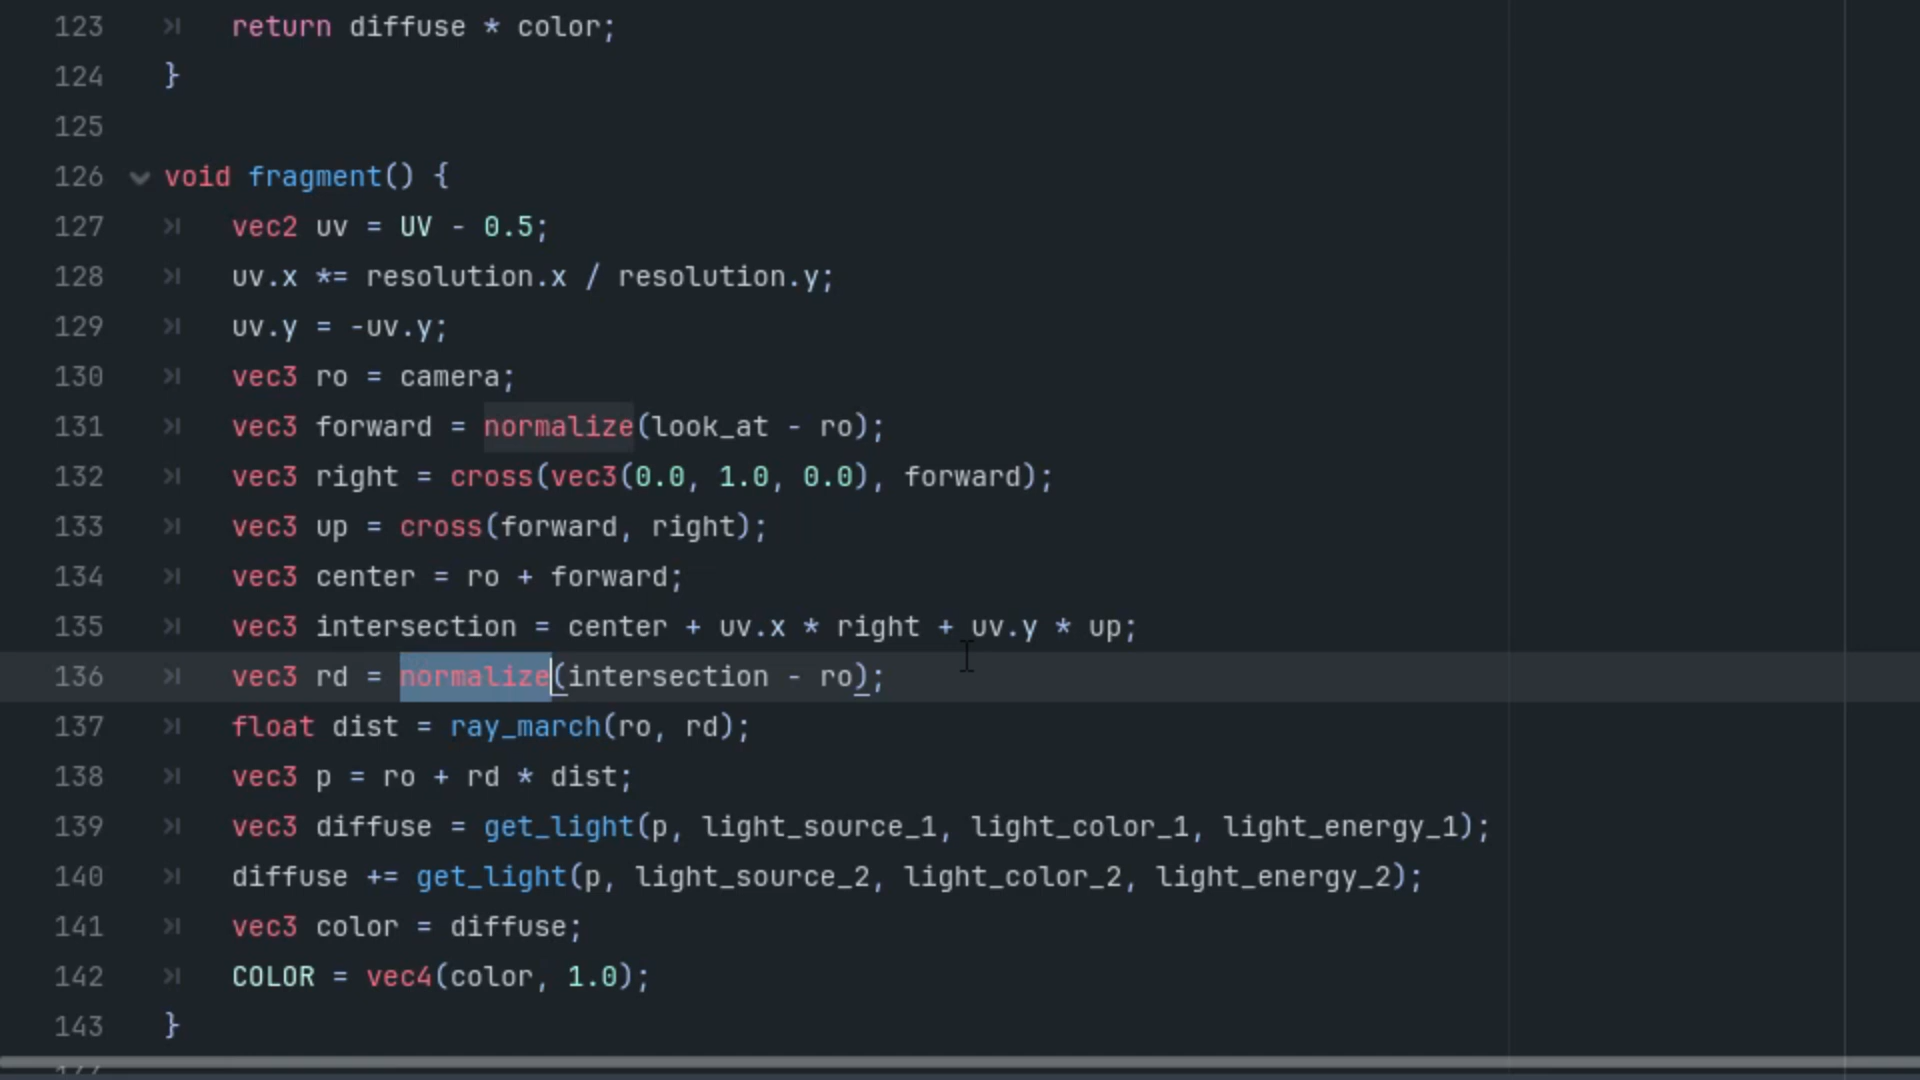 123 return diffuse * color;
124 }
125
126 void fragment() {
127 vec2 uv = UV - 0.5;
128 uv.x *= resolution.x / resolution.y;
129 uv.y = -uv.y;
130 vec3 ro = camera;
131 vec3 forward = normalize(look_at - ro);
132 vec3 right = cross(vec3(0.0, 1.0, 0.0), forward);
133 vec3 up = cross(forward, right);
134 vec3 center = ro + forward;
135 vec3 intersection = center + uv.x * right + uv.y * up;
136 vec3 rd = normalize(intersection - ro);
137 float dist = ray_march(ro, rd);
138 vec3 p = ro + rd * dist;
139 vec3 diffuse = get_light(p, light_source_1, light_color_1, light_energy_1);
140 diffuse += get_light(p, light_source_2, light_color_2, light_energy_2);
141 vec3 color = diffuse;
142 COLOR = vec4(color, 1.0);
143 }